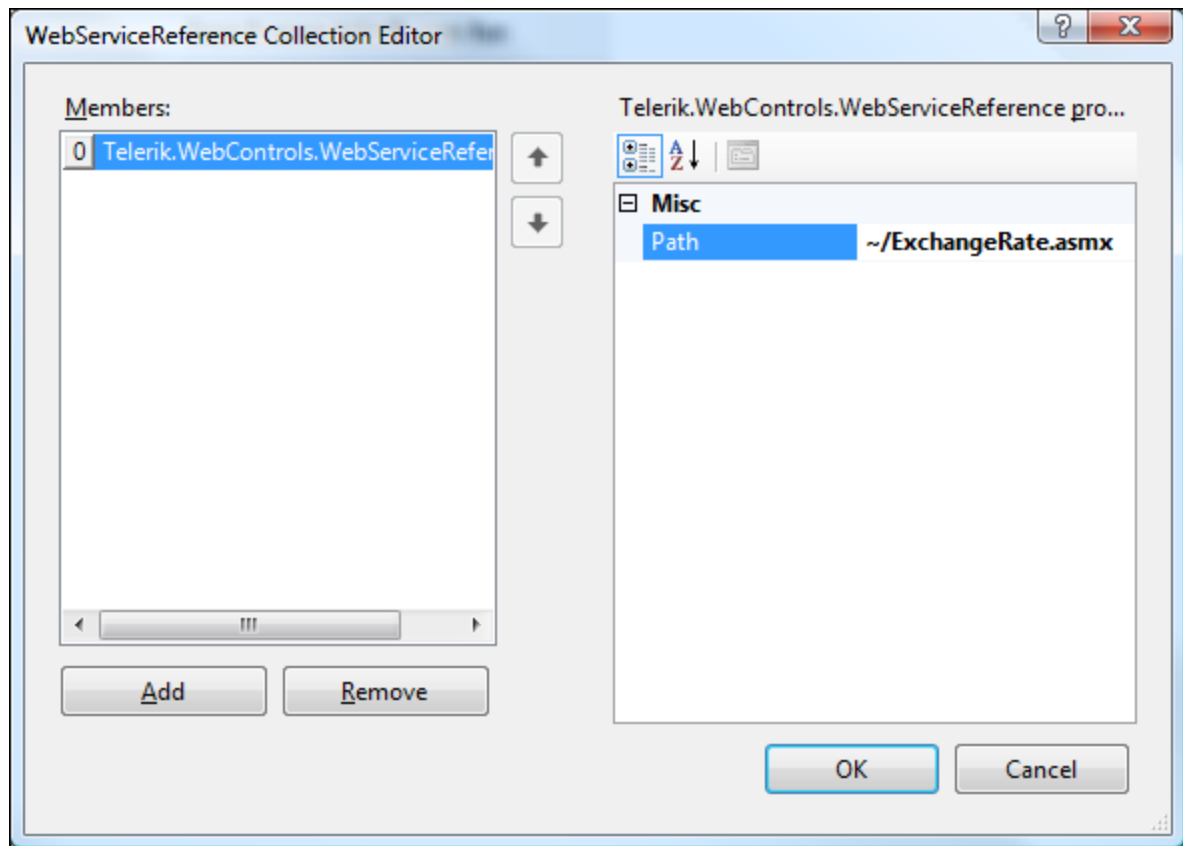 WebServiceReference Collection Editor
Members:
0 Telerik.WebControls.WebServiceRefer
Telerik.WebControls.WebServiceReference pro...
Misc
Path ~/ExchangeRate.asmx
Add Remove
OK Cancel